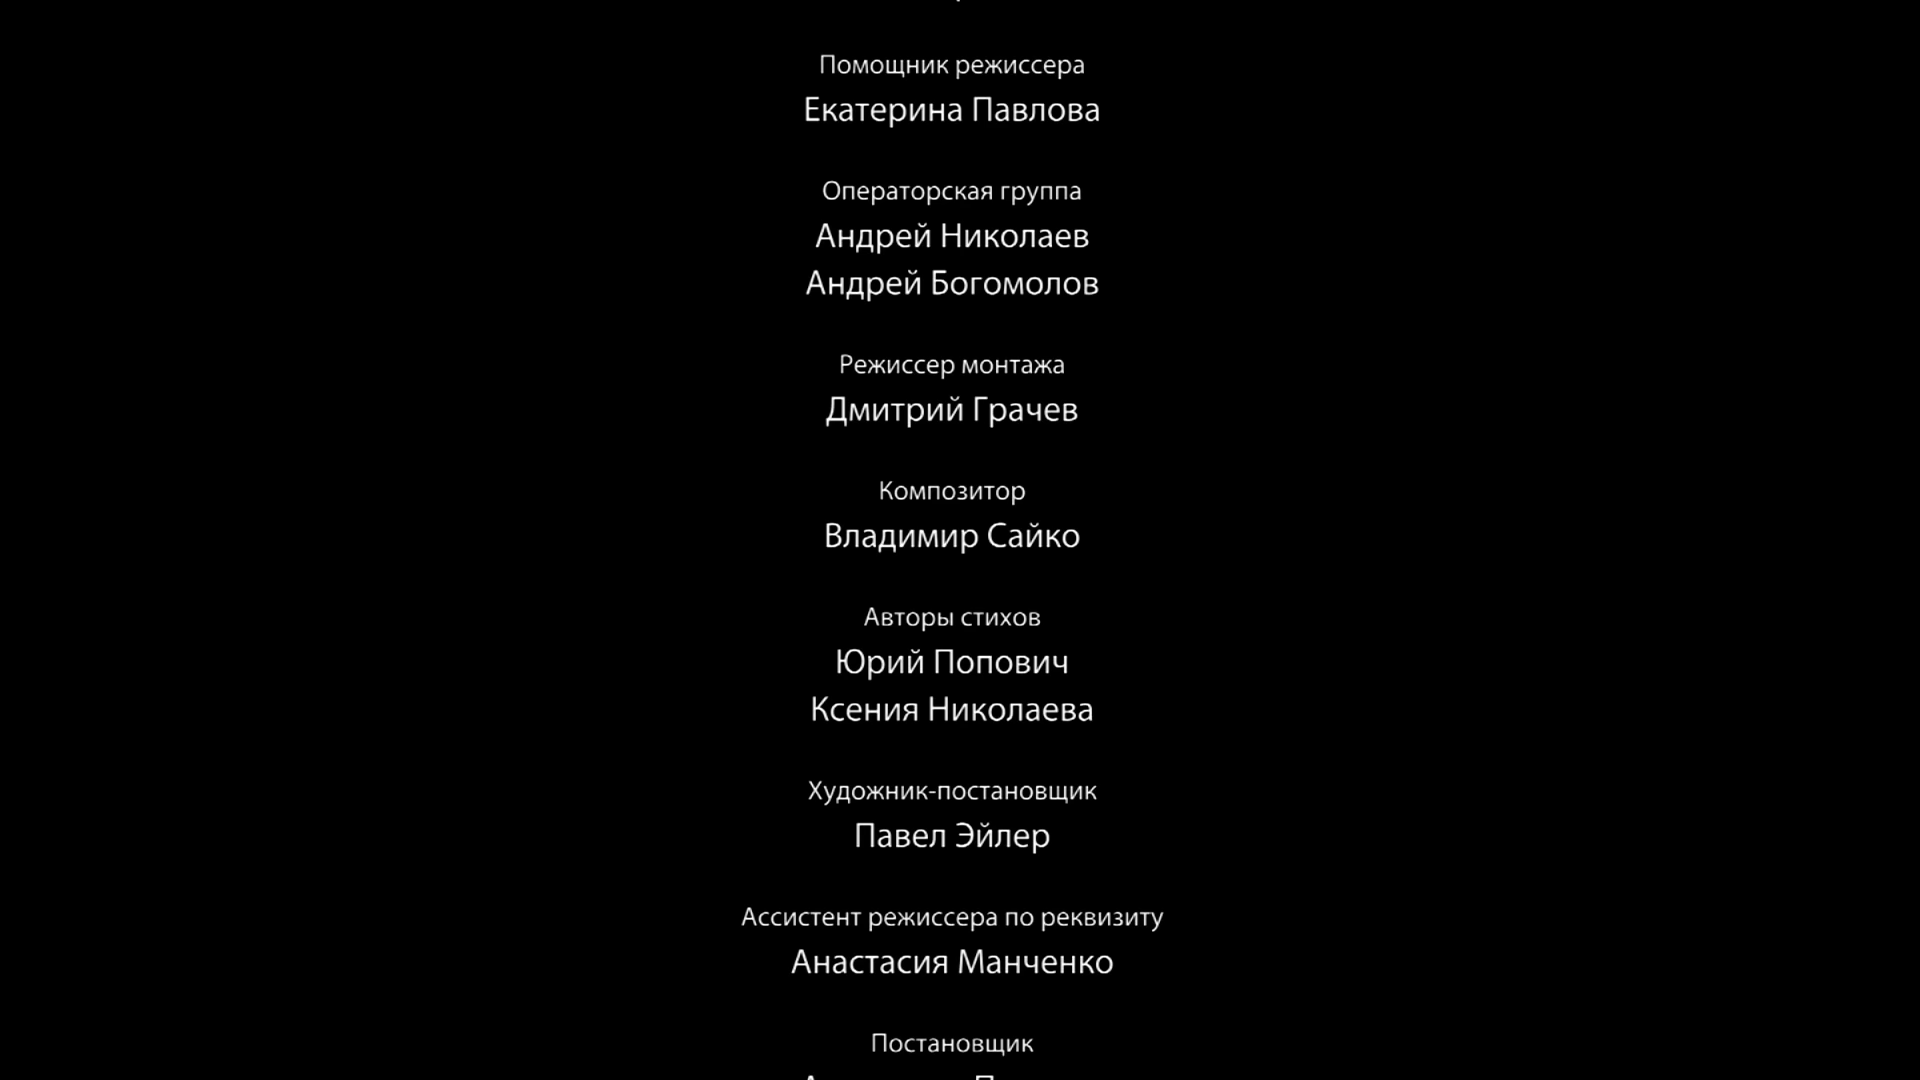 Помощник режиссера
Екатерина Павлова
Операторская группа
Андрей Николаев
Андрей Богомолов
Режиссер монтажа
Дмитрий Грачев
Композитор
Владимир Сайко
Авторы стихов
Юрий Попович
Ксения Николаева
Художник-постановщик
Павел Эйлер
Ассистент режиссера по реквизиту
Анастасия Манченко
Постановщик